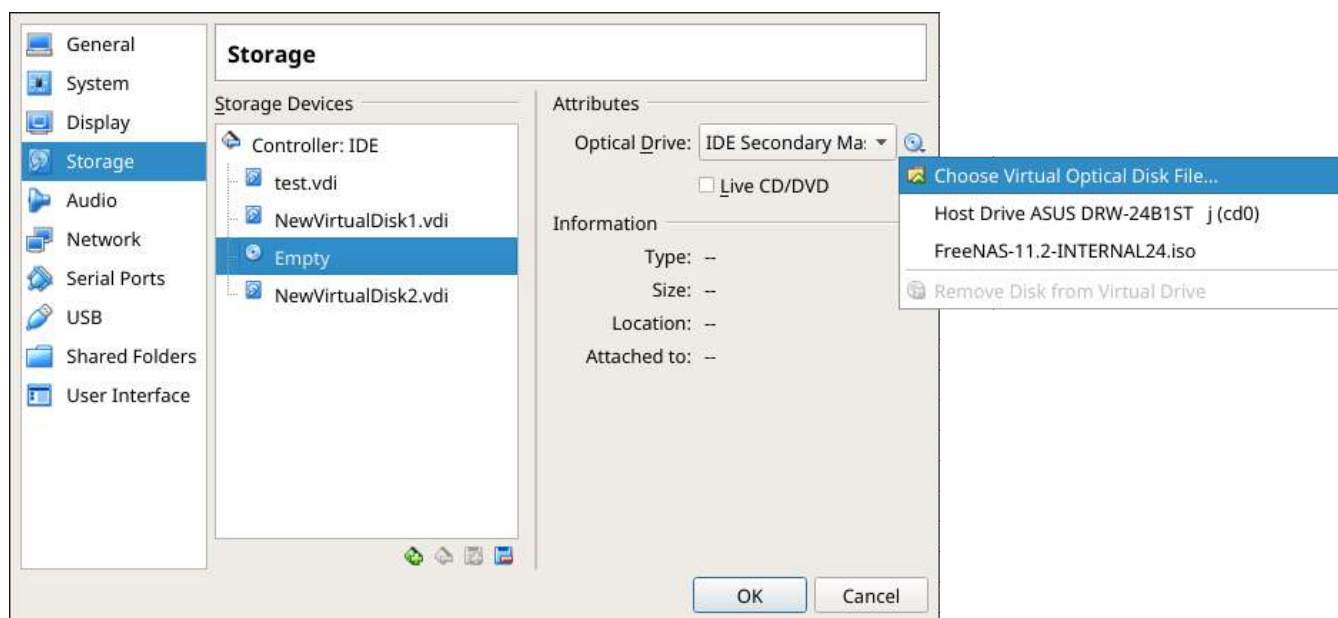 General
System
Display
Storage
Audio
Network
Serial Ports
USB
Shared Folders
User Interface
Storage
Storage Devices
Controller: IDE
test.vdi
NewVirtualDisk1.vdi
Empty
NewVirtualDisk2.vdi
Attributes
Optical Drive: IDE Secondary Ma:
Live CD/DVD
Information
Type: --
Size: --
Location: --
Attached to: --
Choose Virtual Optical Disk File...
Host Drive ASUS DRW-24B1ST   j (cd0)
FreeNAS-11.2-INTERNAL24.iso
Remove Disk from Virtual Drive
OK
Cancel